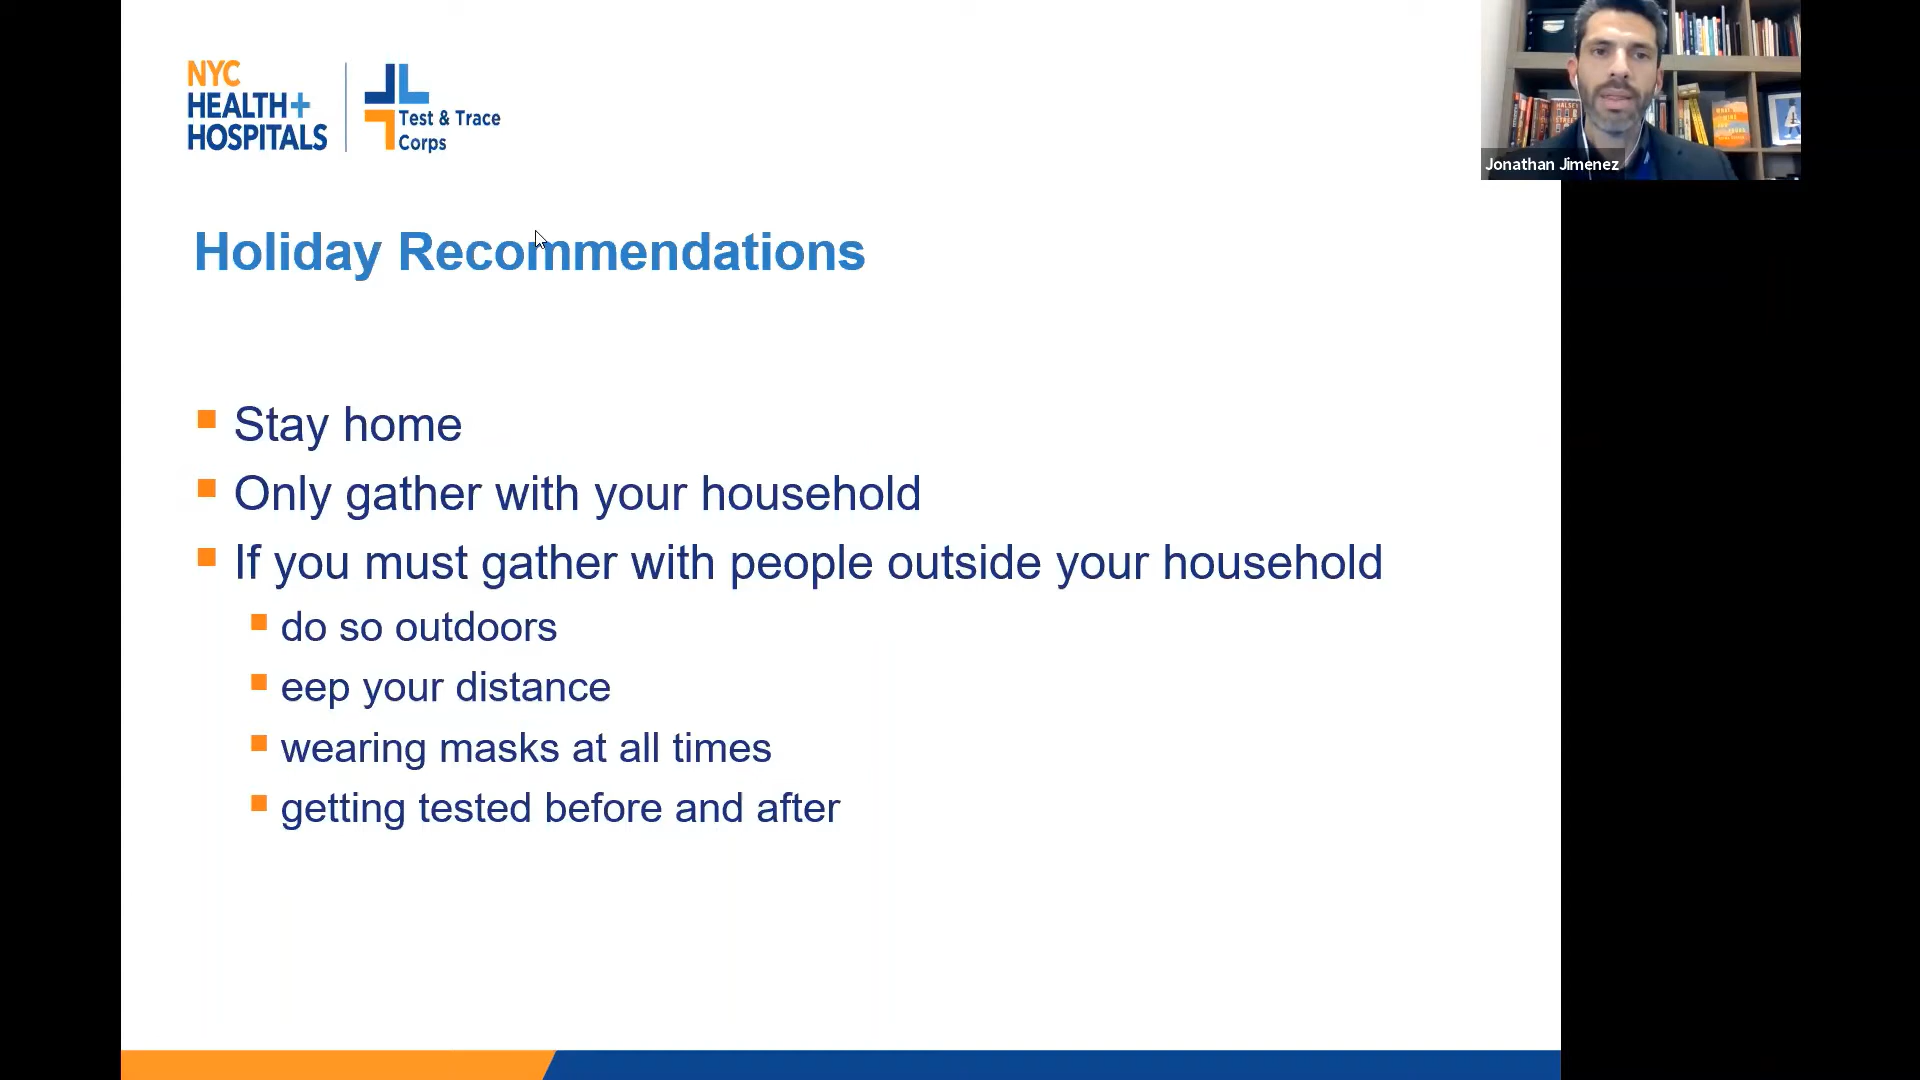 NYC
HEALTH+
HOSPITALS
Test & Trace
Corps
Jonathan Jimenez
Holiday Recommendations
Stay home
Only gather with your household
If you must gather with people outside your household
do so outdoors
eep your distance
wearing masks at all times
getting tested before and after